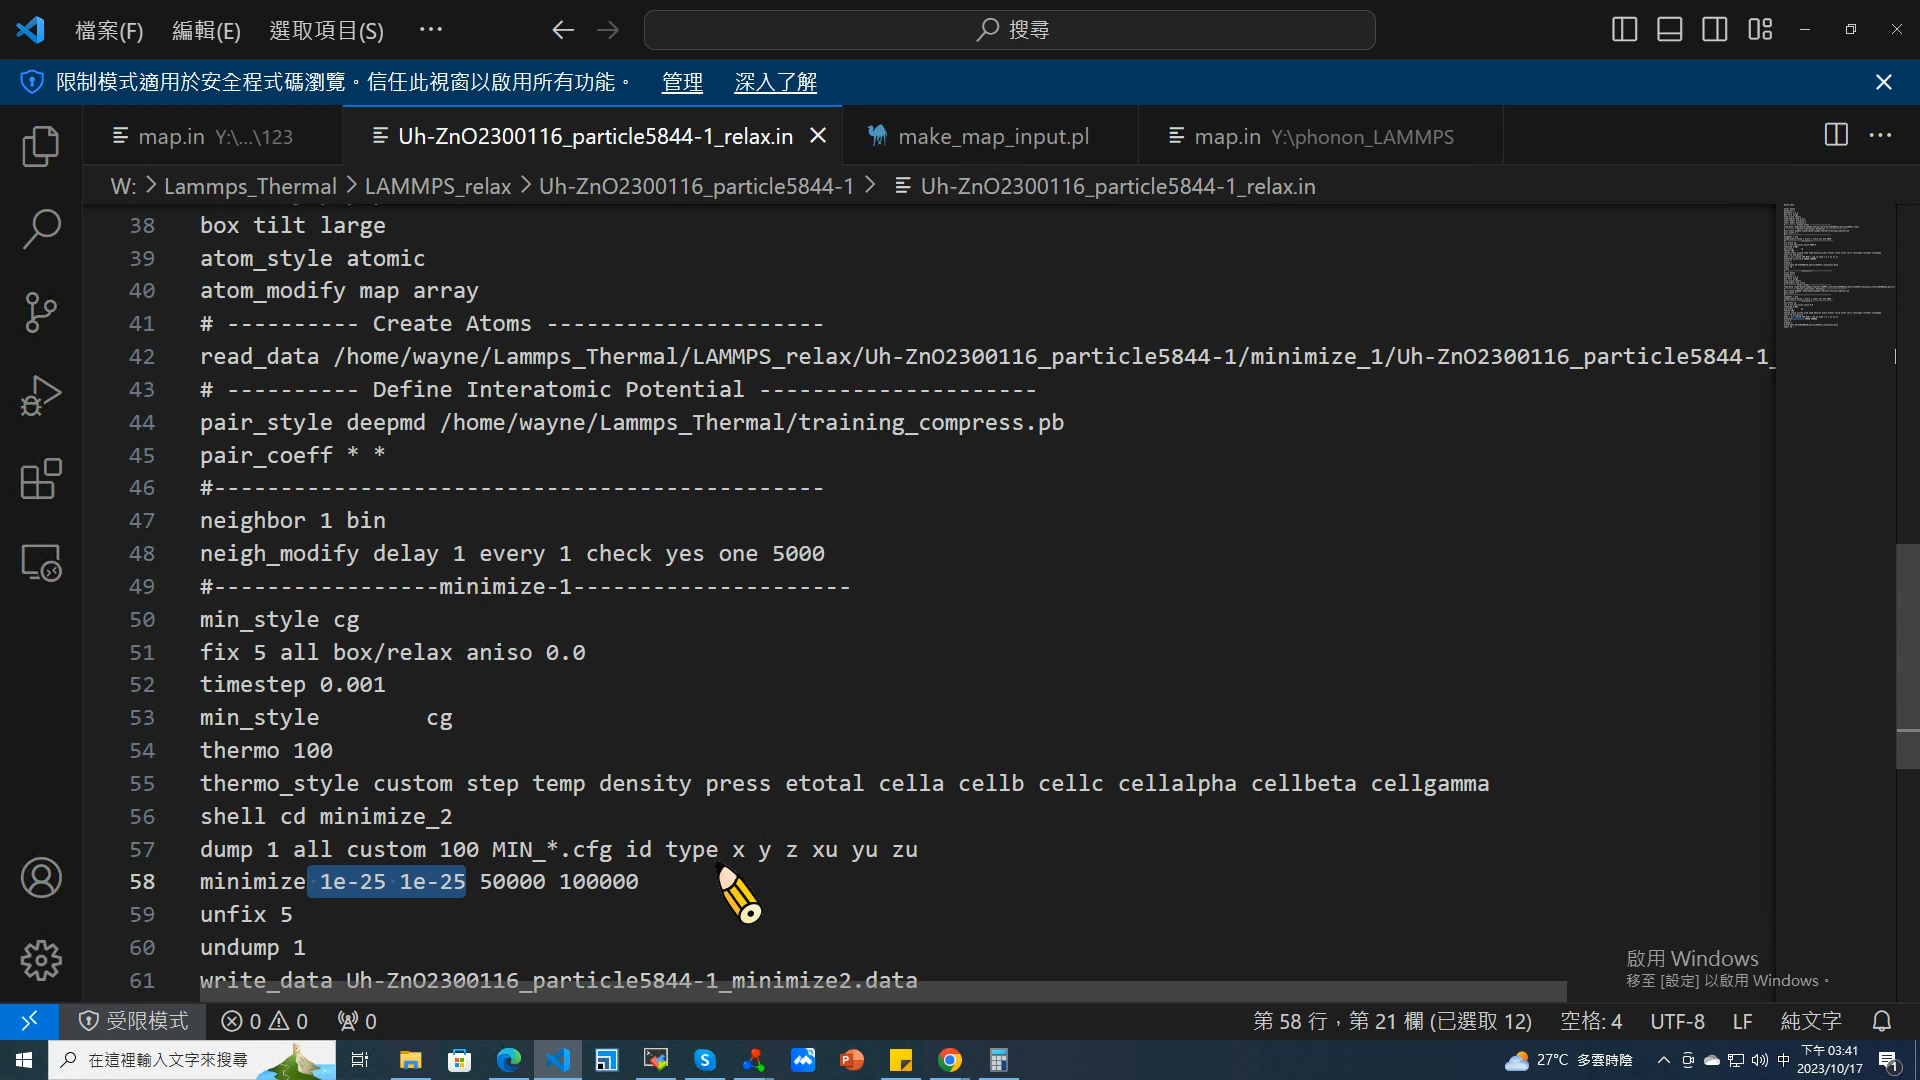 檔案(F) 編輯(E) 選取項目(S) ··· 搜尋
限制模式適用於安全程式碼瀏覽。信任此視窗以啟用所有功能。 管理 深入了解
map.in Y:\...\123 Uh-ZnO2300116_particle5844-1_relax.in make_map_input.pl map.in Y:\phonon_LAMMPS
W: > Lammps_Thermal > LAMMPS_relax > Uh-ZnO2300116_particle5844-1 > Uh-ZnO2300116_particle5844-1_relax.in
38 box tilt large
39 atom_style atomic
40 atom_modify map array
41 # ---------- Create Atoms ---------------------
42 read_data /home/wayne/Lammps_Thermal/LAMMPS_relax/Uh-ZnO2300116_particle5844-1/minimize_1/Uh-ZnO2300116_particle5844-1_
43 # ---------- Define Interatomic Potential ---------------------
44 pair_style deepmd /home/wayne/Lammps_Thermal/training_compress.pb
45 pair_coeff * *
46 #----------------------------------------------
47 neighbor 1 bin
48 neigh_modify delay 1 every 1 check yes one 5000
49 #-----------------minimize-1---------------------
50 min_style cg
51 fix 5 all box/relax aniso 0.0
52 timestep 0.001
53 min_style        cg
54 thermo 100
55 thermo_style custom step temp density press etotal cella cellb cellc cellalpha cellbeta cellgamma
56 shell cd minimize_2
57 dump 1 all custom 100 MIN_*.cfg id type x y z xu yu zu
58 minimize 1e-25 1e-25 50000 100000
59 unfix 5
60 undump 1
61 write_data Uh-ZnO2300116_particle5844-1_minimize2.data
啟用 Windows
移至 [設定] 以啟用 Windows。
受限模式 0 0 0 第 58 行，第 21 欄 (已選取 12) 空格: 4 UTF-8 LF 純文字
在這裡輸入文字來搜尋 27°C 多雲時陰 中 下午 03:41
2023/10/17 1